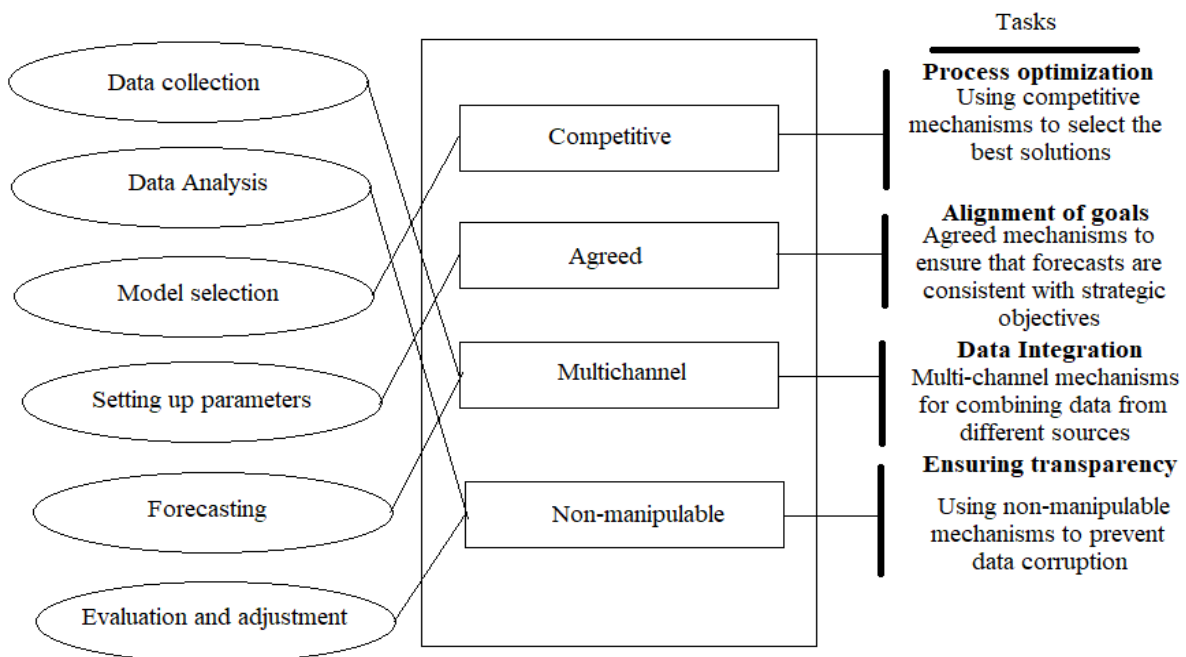 Data collection
Data Analysis
Model selection
Setting up parameters
Forecasting
Evaluation and adjustment
Competitive
Agreed
Multichannel
Non-manipulable
Tasks
Process optimization
Using competitive
mechanisms to select the
best solutions
Alignment of goals
Agreed mechanisms to
ensure that forecasts are
consistent with strategic
objectives
Data Integration
Multi-channel mechanisms
for combining data from
different sources
Ensuring transparency
Using non-manipulable
mechanisms to prevent
data corruption